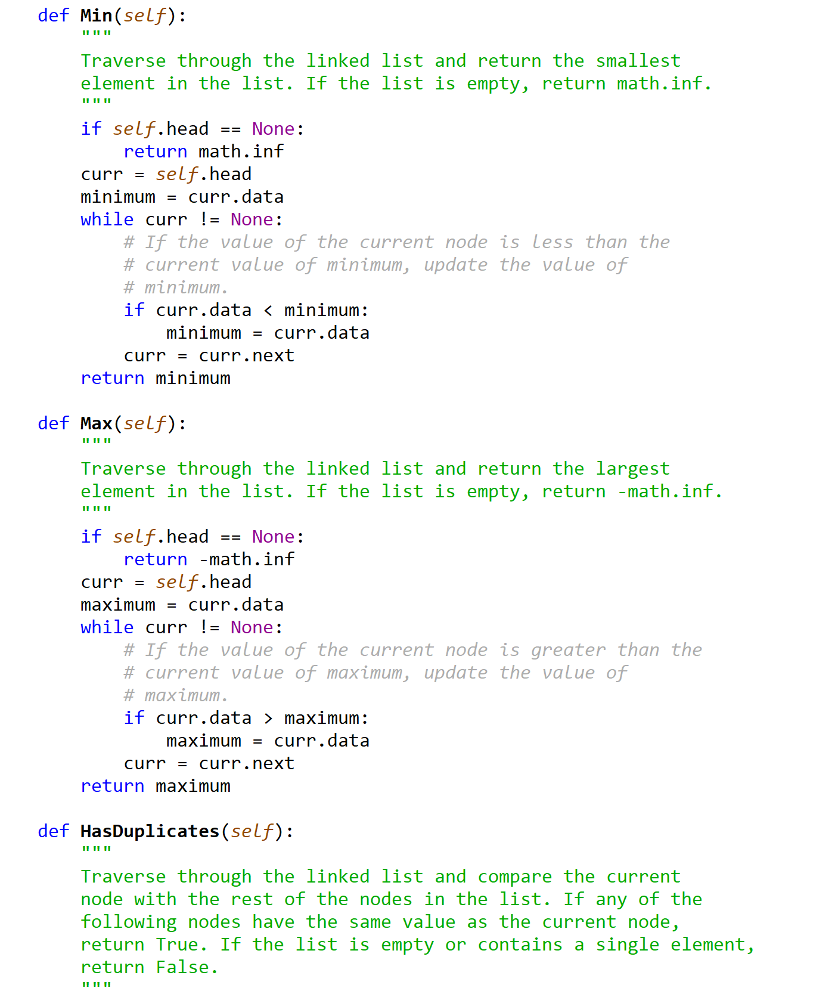 def Min(self):
    """
    Traverse through the linked list and return the smallest
    element in the list. If the list is empty, return math.inf.
    """
    if self.head == None:
        return math.inf
    curr = self.head
    minimum = curr.data
    while curr != None:
        # If the value of the current node is less than the
        # current value of minimum, update the value of
        # minimum.
        if curr.data < minimum:
            minimum = curr.data
        curr = curr.next
    return minimum

def Max(self):
    """
    Traverse through the linked list and return the largest
    element in the list. If the list is empty, return -math.inf.
    """
    if self.head == None:
        return -math.inf
    curr = self.head
    maximum = curr.data
    while curr != None:
        # If the value of the current node is greater than the
        # current value of maximum, update the value of
        # maximum.
        if curr.data > maximum:
            maximum = curr.data
        curr = curr.next
    return maximum

def HasDuplicates(self):
    """
    Traverse through the linked list and compare the current
    node with the rest of the nodes in the list. If any of the
    following nodes have the same value as the current node,
    return True. If the list is empty or contains a single element,
    return False.
    """